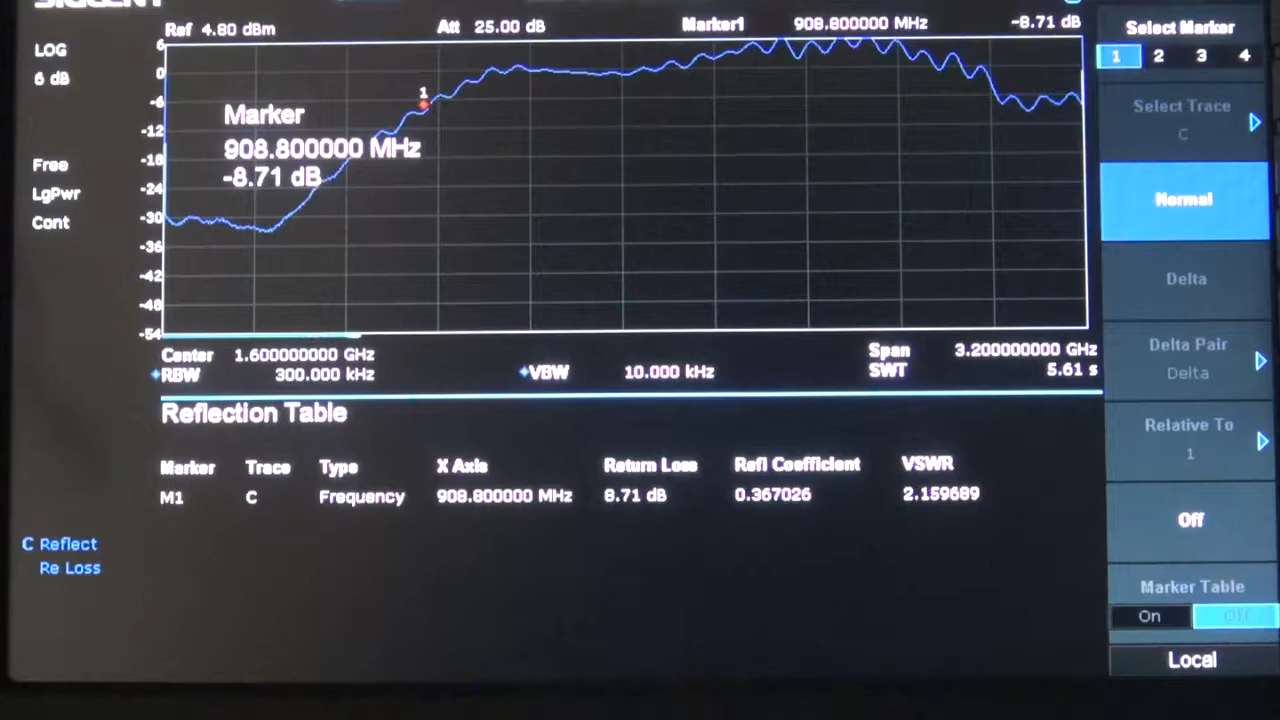 SIGLENT
Ref 4.80 dBm Att 25.00 dB Marker1 908.800000 MHz -8.71 dB
LOG
6 dB
Free
LgPwr
Cont
6
0
-6
-12
-18
-24
-30
-36
-42
-48
-54
1
Marker
908.800000 MHz
-8.71 dB
Center 1.600000000 GHz Span 3.200000000 GHz
RBW 300.000 kHz VBW 10.000 kHz SWT 5.61 s
Reflection Table
Marker Trace Type X Axis Return Loss Refl Coefficient VSWR
M1 C Frequency 908.800000 MHz 8.71 dB 0.367026 2.159689
C Reflect
Re Loss
Select Marker
1 2 3 4
Select Trace
C
Normal
Delta
Delta Pair
Delta
Relative To
1
Off
Marker Table
On Off
Local